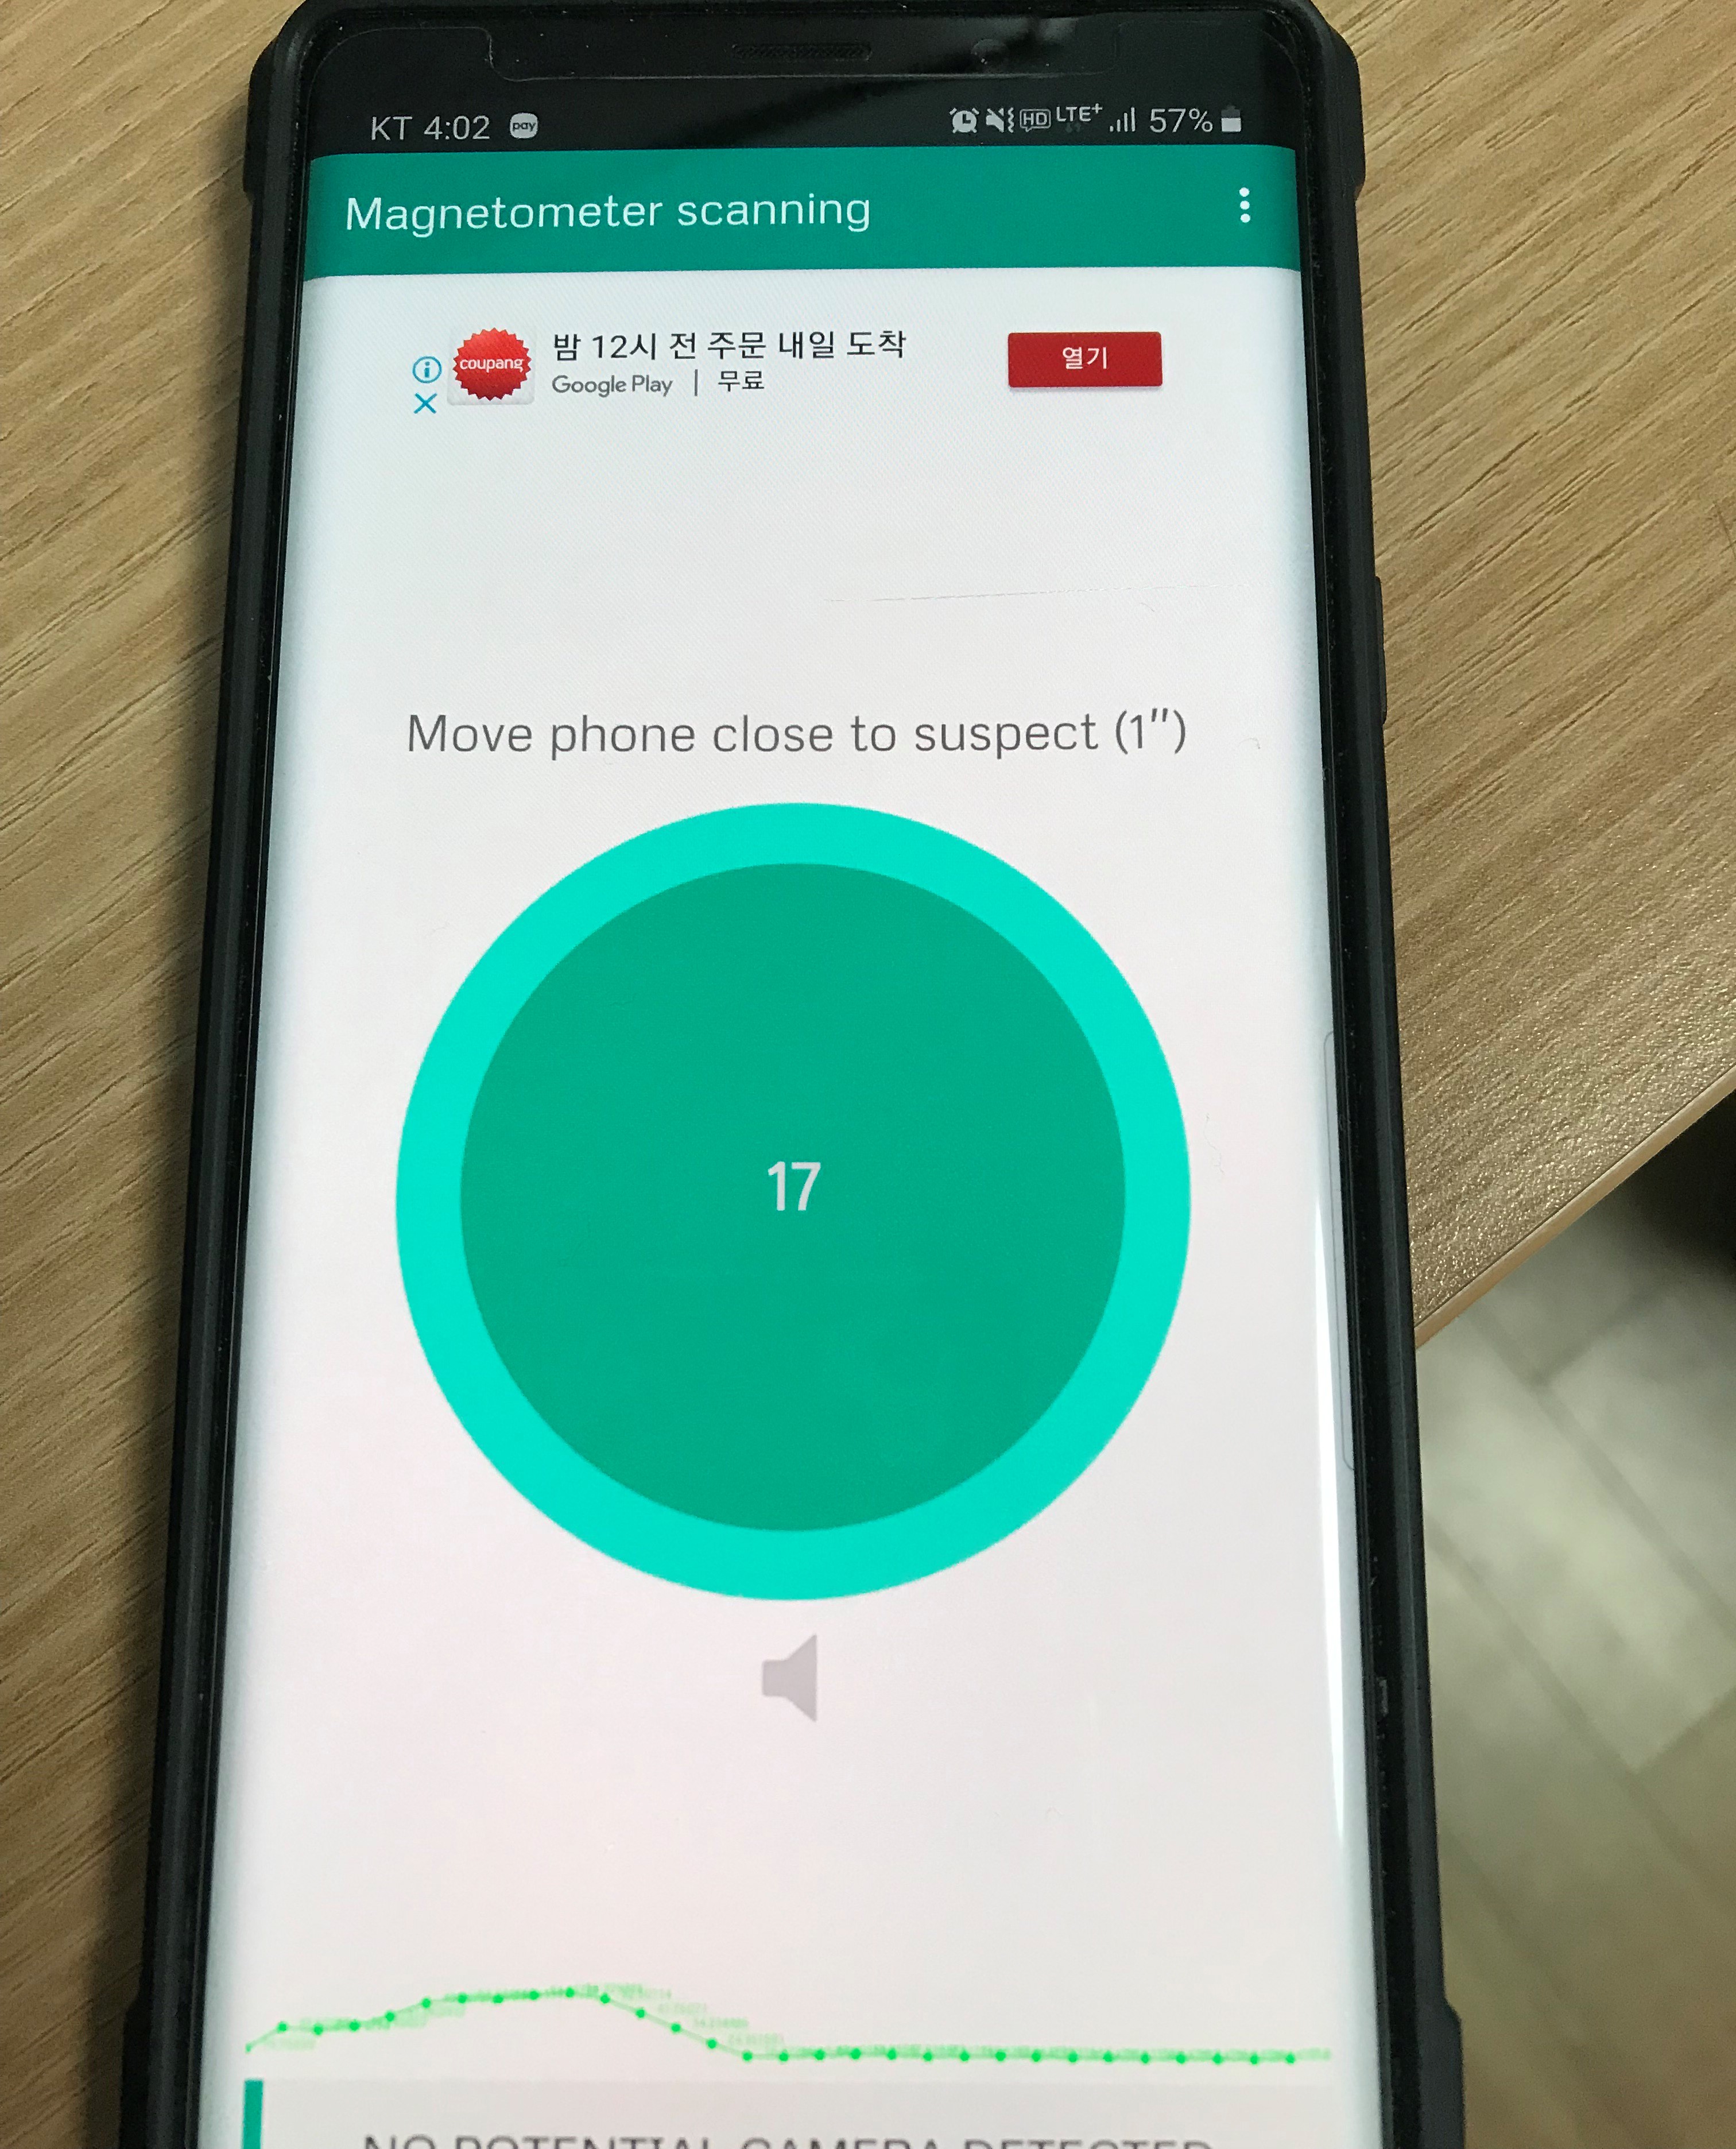 KT 4:02 pay HD LTE+ 57%
Magnetometer scanning
coupang
밤 12시 전 주문 내일 도착
Google Play | 무료
열기
Move phone close to suspect (1")
17
NO POTENTIAL CAMERA DETECTED